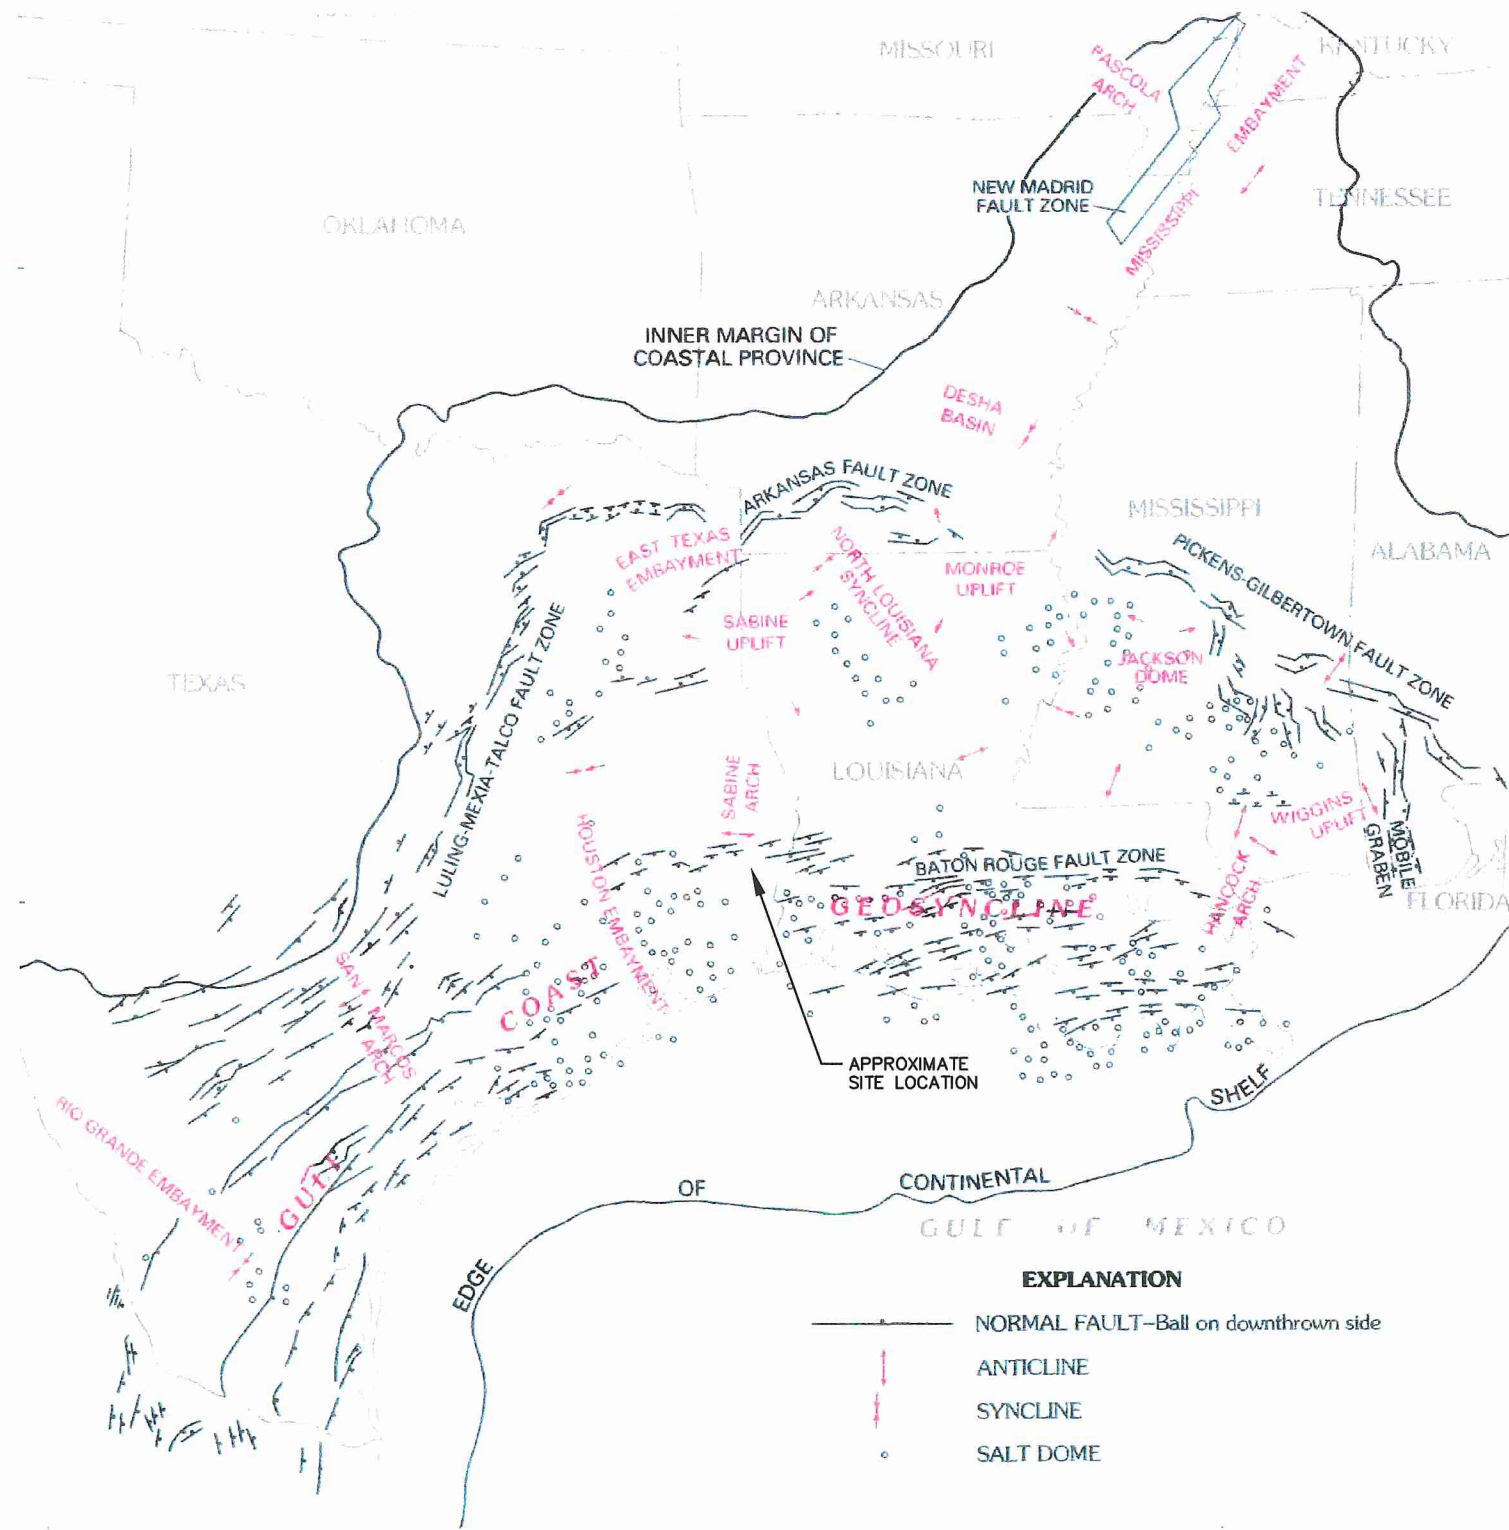 MISSOURI
KENTUCKY
PASCOLA
ARCH
EMBAYMENT
NEW MADRID
FAULT ZONE
TENNESSEE
MISSISSIPPI
OKLAHOMA
ARKANSAS
INNER MARGIN OF
COASTAL PROVINCE
DESHA
BASIN
ARKANSAS FAULT ZONE
MISSISSIPPI
ALABAMA
EAST TEXAS
EMBAYMENT
NORTH LOUISIANA
SYNCLINE
MONROE
UPLIFT
PICKENS-GILBERTOWN FAULT ZONE
SABINE
UPLIFT
JACKSON
DOME
TEXAS
LULING-MEXIA-TALCO FAULT ZONE
SABINE
ARCH
LOUISIANA
WIGGINS
UPLIFT
MOBILE
GRABEN
HOUSTON EMBAYMENT
BATON ROUGE FAULT ZONE
HANCOCK
ARCH
FLORIDA
GEOSYNCLINE
SAN MARCOS
ARCH
COAST
APPROXIMATE
SITE LOCATION
RIO GRANDE EMBAYMENT
GULF
EDGE
OF
CONTINENTAL
SHELF
GULF OF MEXICO
EXPLANATION
NORMAL FAULT–Ball on downthrown side
ANTICLINE
SYNCLINE
SALT DOME